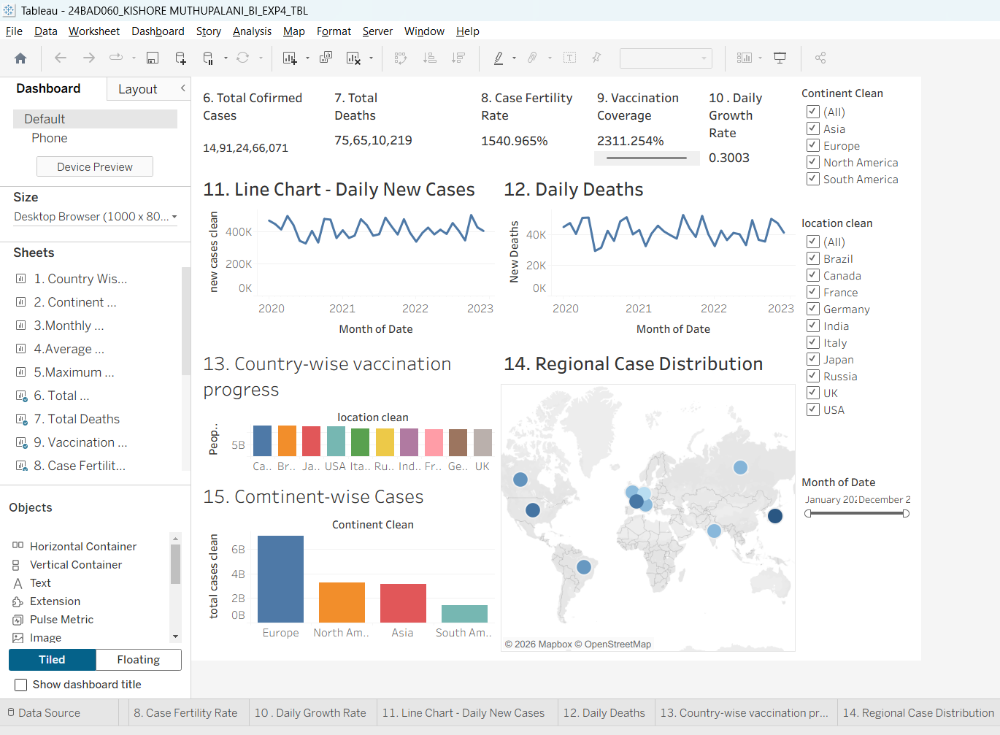 Tableau - 24BAD060_KISHORE MUTHUPALANI_BI_EXP4_TBL
File Data Worksheet Dashboard Story Analysis Map Format Server Window Help
Dashboard Layout
Default
Phone
Device Preview
Size
Desktop Browser (1000 x 80...
Sheets
1. Country Wis...
2. Continent ...
3.Monthly ...
4.Average ...
5.Maximum ...
6. Total ...
7. Total Deaths
9. Vaccination ...
8. Case Fertilit...
Objects
Horizontal Container
Vertical Container
Text
Extension
Pulse Metric
Image
Tiled Floating
Show dashboard title
6. Total Cofirmed
Cases
14,91,24,66,071
7. Total
Deaths
75,65,10,219
8. Case Fertility
Rate
1540.965%
9. Vaccination
Coverage
2311.254%
10 . Daily
Growth
Rate
0.3003
11. Line Chart - Daily New Cases
new cases clean
400K
200K
0K
2020 2021 2022 2023
Month of Date
12. Daily Deaths
New Deaths
40K
20K
0K
2020 2021 2022 2023
Month of Date
13. Country-wise vaccination
progress
location clean
Peop..
5B
Ca.. Br.. Ja.. USA Ita.. Ru.. Ind.. Fr.. Ge.. UK
15. Comtinent-wise Cases
Continent Clean
total cases clean
6B
4B
2B
0B
Europe North Am.. Asia South Am..
14. Regional Case Distribution
© 2026 Mapbox © OpenStreetMap
Continent Clean
(All)
Asia
Europe
North America
South America
location clean
(All)
Brazil
Canada
France
Germany
India
Italy
Japan
Russia
UK
USA
Month of Date
January 202 December 2
Data Source 8. Case Fertility Rate 10 . Daily Growth Rate 11. Line Chart - Daily New Cases 12. Daily Deaths 13. Country-wise vaccination pr... 14. Regional Case Distribution